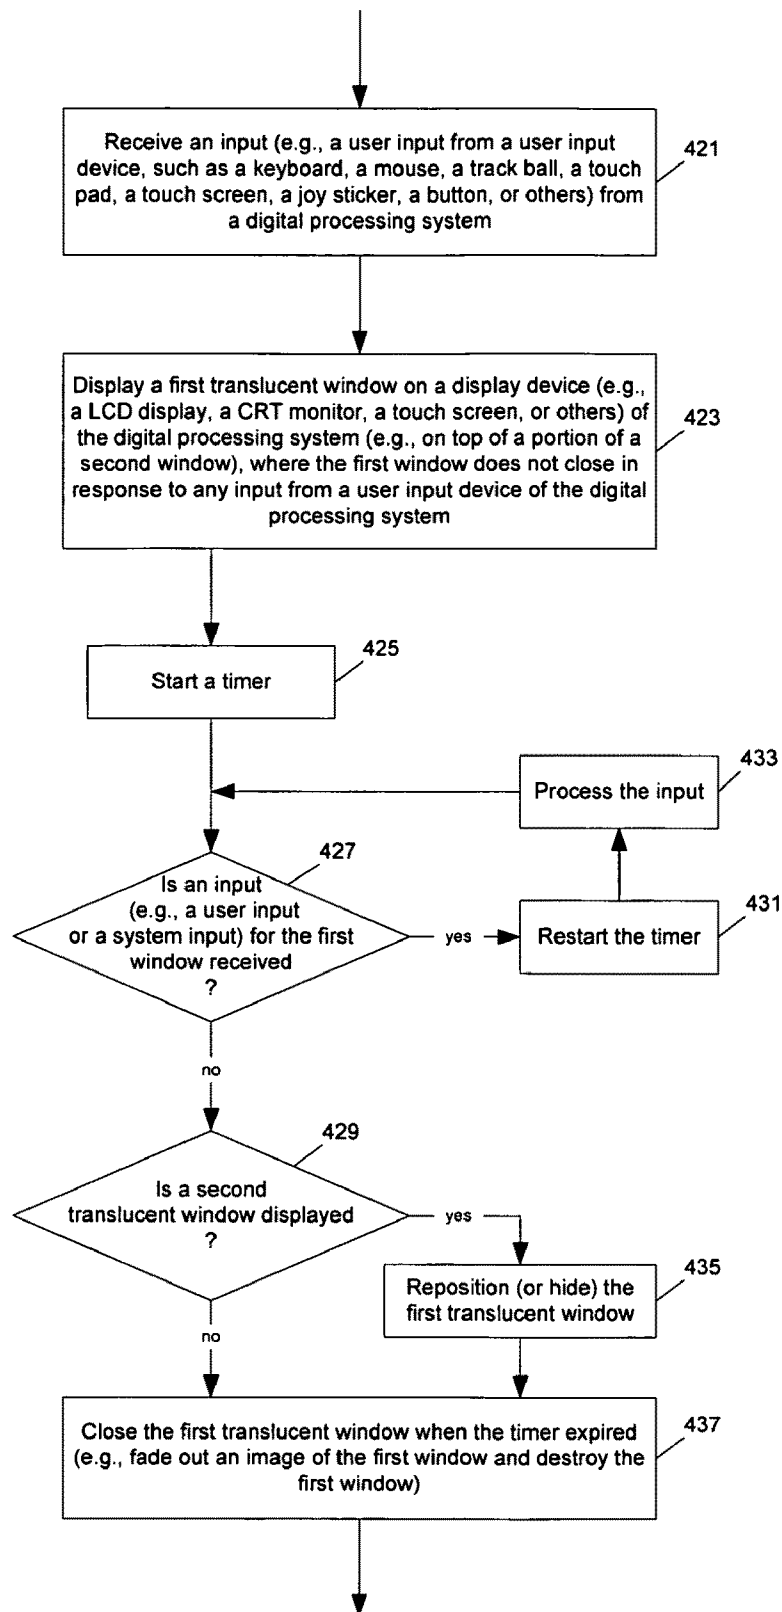 Receive an input (e.g., a user input from a user input
device, such as a keyboard, a mouse, a track ball, a touch
pad, a touch screen, a joy sticker, a button, or others) from
a digital processing system
421
Display a first translucent window on a display device (e.g.,
a LCD display, a CRT monitor, a touch screen, or others) of
the digital processing system (e.g., on top of a portion of a
second window), where the first window does not close in
response to any input from a user input device of the digital
processing system
423
Start a timer
425
Process the input
433
Is an input
(e.g., a user input
or a system input) for the first
window received
?
427
yes
Restart the timer
431
no
Is a second
translucent window displayed
?
429
yes
Reposition (or hide) the
first translucent window
435
no
Close the first translucent window when the timer expired
(e.g., fade out an image of the first window and destroy the
first window)
437